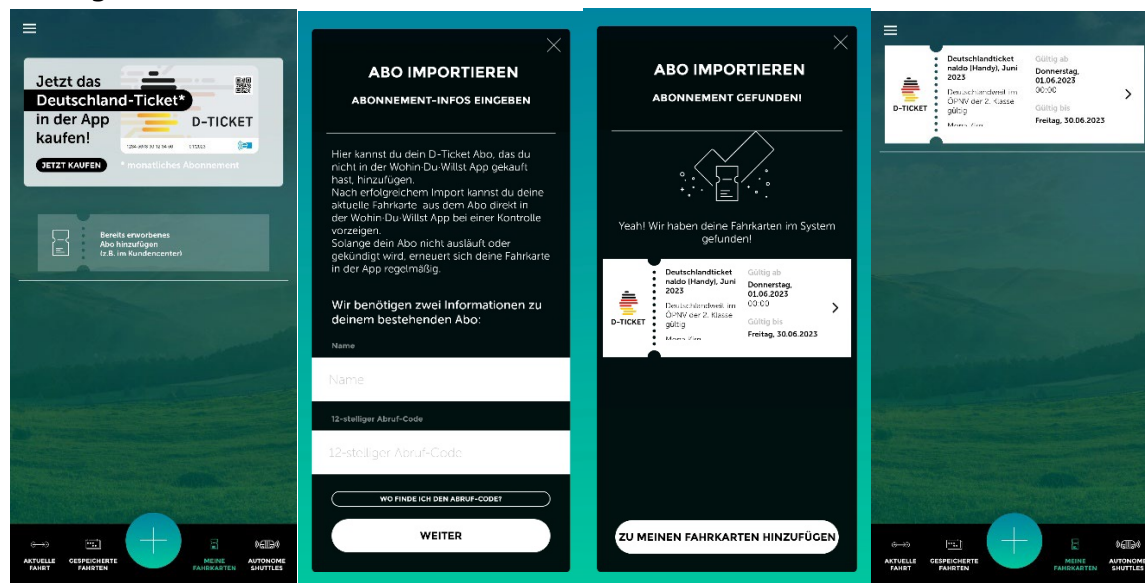 Jetzt das
Deutschland-Ticket*)
in der App
kaufen!
D-TICKET
JETZT KAUFEN
* monatliches Abonnement
Bereits erworbenes
Abo hinzufügen
(z.B. im Kundencenter)
AKTUELLE
FAHRT
GESPEICHERTE
FAHRTEN
MEINE
FAHRKARTEN
AUTONOME
SHUTTLES
ABO IMPORTIEREN
ABONNEMENT-INFOS EINGEBEN
Hier kannst du dein D-Ticket Abo, das du
nicht in der Wohin·Du·Willst App gekauft
hast, hinzufügen.
Nach erfolgreichem Import kannst du deine
aktuelle Fahrkarte aus dem Abo direkt in
der Wohin·Du·Willst App bei einer Kontrolle
vorzeigen.
Solange dein Abo nicht ausläuft oder
gekündigt wird, erneuert sich deine Fahrkarte
in der App regelmäßig.
Wir benötigen zwei Informationen zu
deinem bestehenden Abo:
Name
Name
12-stelliger Abruf-Code
12-stelliger Abruf-Code
WO FINDE ICH DEN ABRUF-CODE?
WEITER
ABO IMPORTIEREN
ABONNEMENT GEFUNDEN!
Yeah! Wir haben deine Fahrkarten im System
gefunden!
D-TICKET
Deutschlandticket
naldo (Handy), Juni
2023
Deutschlandweit im
ÖPNV der 2. Klasse
gültig
Gültig ab
Donnerstag,
01.06.2023
00:00
Gültig bis
Freitag, 30.06.2023
ZU MEINEN FAHRKARTEN HINZUFÜGEN
D-TICKET
Deutschlandticket
naldo (Handy), Juni
2023
Deutschlandweit im
ÖPNV der 2. Klasse
gültig
Gültig ab
Donnerstag,
01.06.2023
00:00
Gültig bis
Freitag, 30.06.2023
AKTUELLE
FAHRT
GESPEICHERTE
FAHRTEN
MEINE
FAHRKARTEN
AUTONOME
SHUTTLES